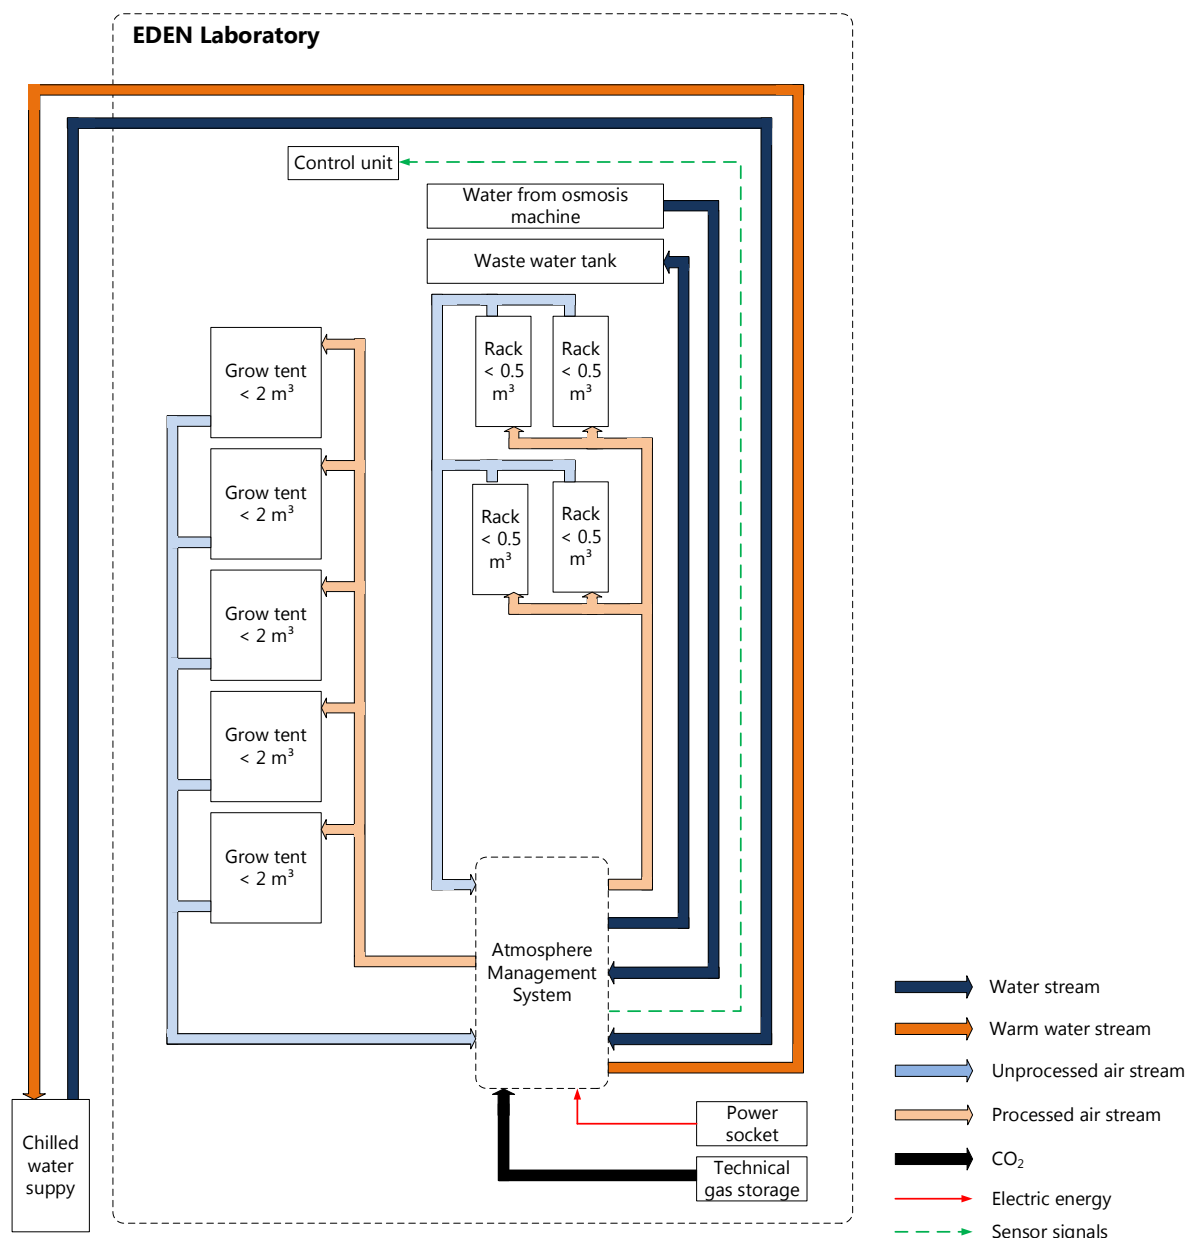 EDEN Laboratory
Control unit
Water from osmosis
machine
Waste water tank
Rack
< 0.5
m³
Rack
< 0.5
m³
Grow tent
< 2 m³
Grow tent
< 2 m³
Rack
< 0.5
m³
Rack
< 0.5
m³
Grow tent
< 2 m³
Grow tent
< 2 m³
Grow tent
< 2 m³
Atmosphere
Management
System
Chilled
water
suppy
Power
socket
Technical
gas storage
Water stream
Warm water stream
Unprocessed air stream
Processed air stream
CO₂
Electric energy
Sensor signals